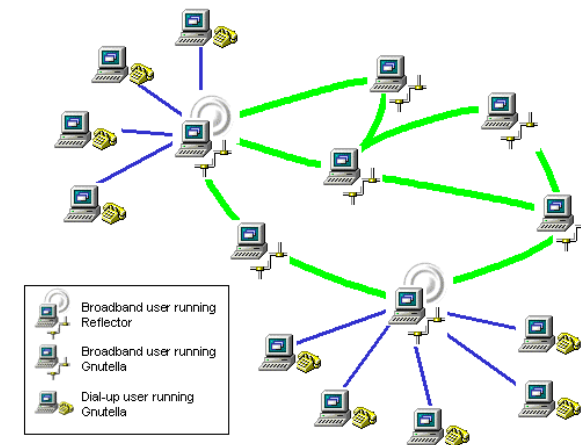 Broadband user running
Reflector
Broadband user running
Gnutella
Dial-up user running
Gnutella